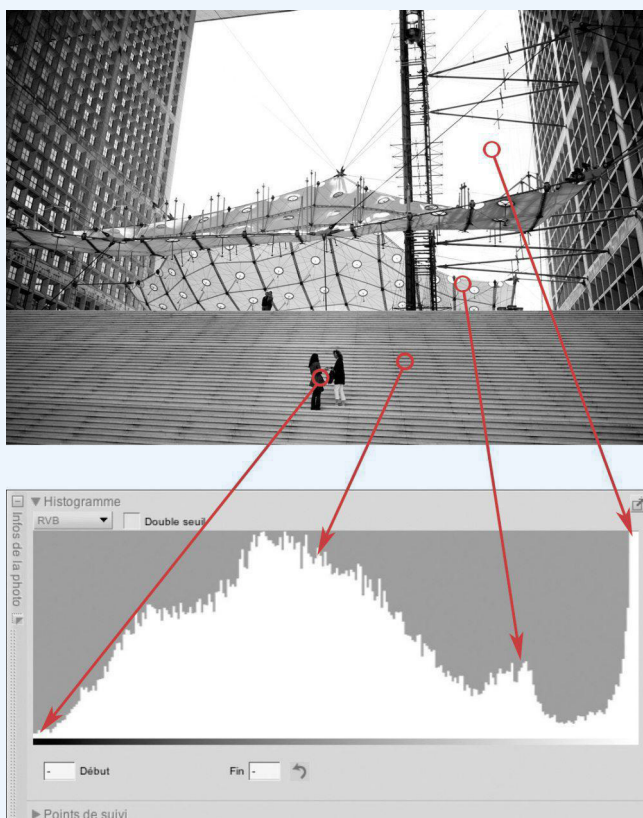 Histogramme
RVB
Double seuil
Infos de la photo
- Début
Fin -
Points de suivi